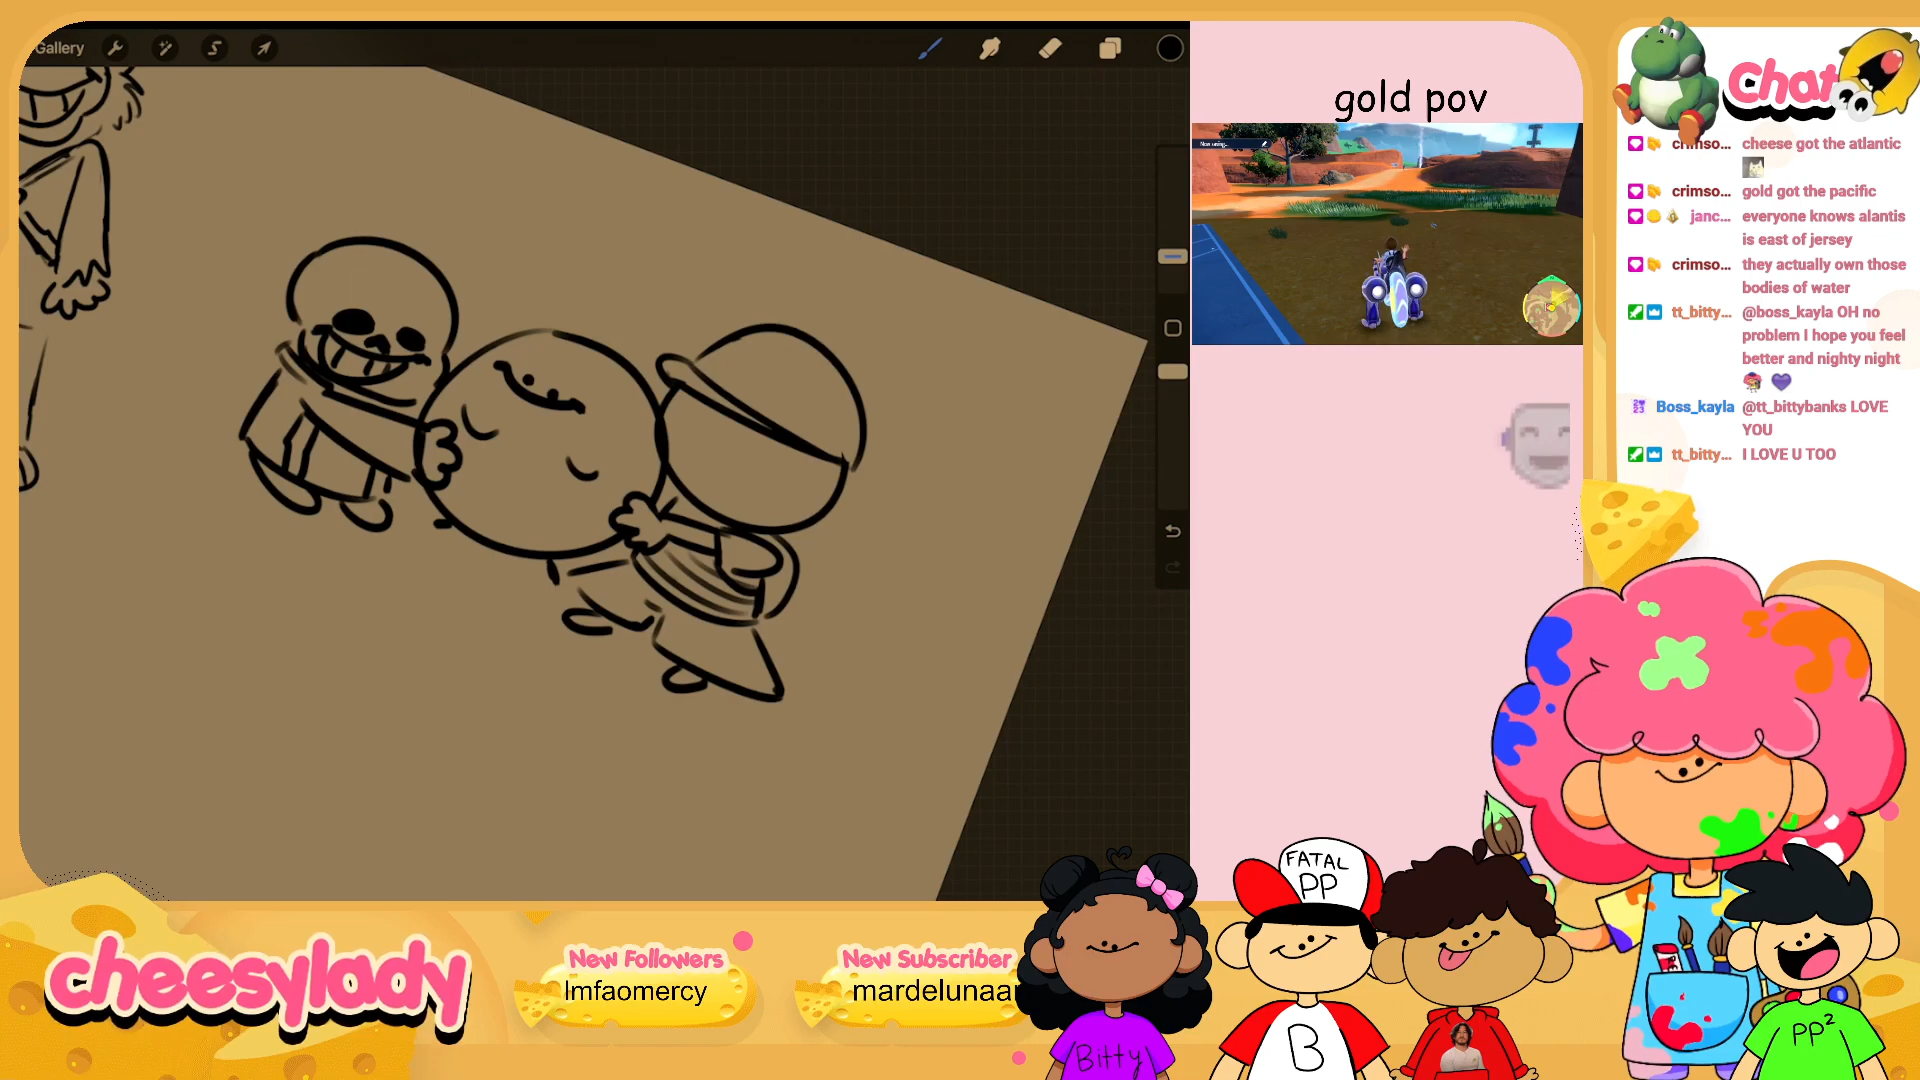 Gallery
gold pov
Now saving...
Chat
crimso... cheese got the atlantic
crimso... gold got the pacific
janc... everyone knows alantis
is east of jersey
crimso... they actually own those
bodies of water
tt_bitty... @boss_kayla OH no
problem I hope you feel
better and nighty night
Boss_kayla @tt_bittybanks LOVE
YOU
tt_bitty... I LOVE U TOO
FATAL
PP
cheesylady
New Followers
lmfaomercy
New Subscriber
mardelunaa
Bitty
B
PP²